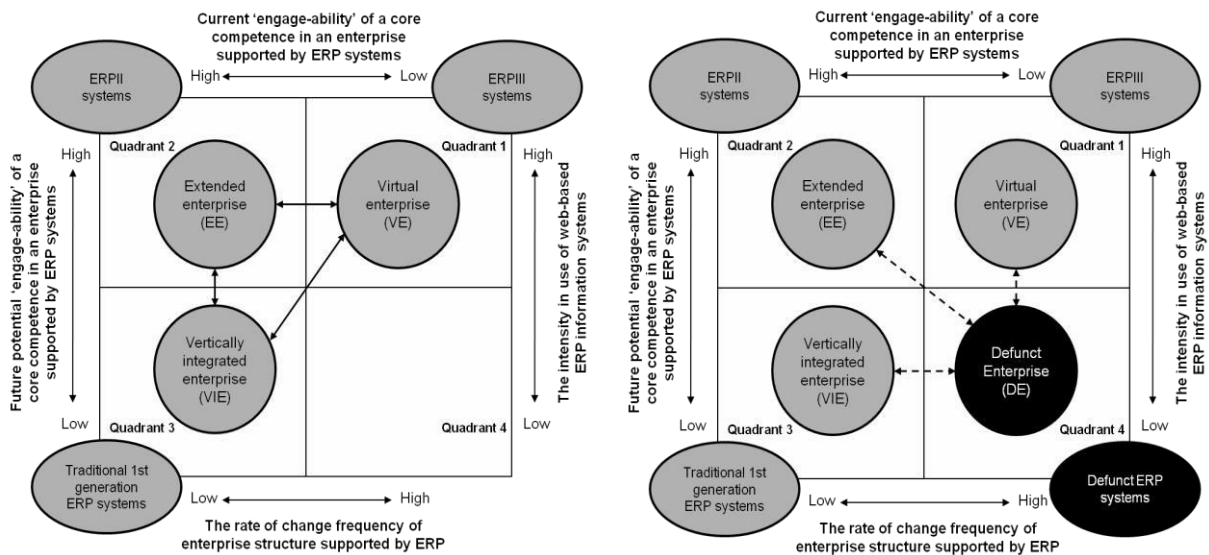 Current ‘engage-ability’ of a core
competence in an enterprise
supported by ERP systems
High
Low
ERPII
systems
ERPIII
systems
Quadrant 2
Quadrant 1
High
High
Future potential ‘engage-ability’ of a
core competence in an enterprise
supported by ERP systems
Extended
enterprise
(EE)
Virtual
enterprise
(VE)
The intensity in use of web-based
ERP information systems
Vertically
integrated
enterprise
(VIE)
Low
Low
Quadrant 3
Quadrant 4
Traditional 1st
generation
ERP systems
Low
High
The rate of change frequency of
enterprise structure supported by ERP
Current ‘engage-ability’ of a core
competence in an enterprise
supported by ERP systems
High
Low
ERPII
systems
ERPIII
systems
Quadrant 2
Quadrant 1
High
High
Future potential ‘engage-ability’ of a
core competence in an enterprise
supported by ERP systems
Extended
enterprise
(EE)
Virtual
enterprise
(VE)
The intensity in use of web-based
ERP information systems
Vertically
integrated
enterprise
(VIE)
Defunct
Enterprise
(DE)
Low
Low
Quadrant 3
Quadrant 4
Traditional 1st
generation
ERP systems
Defunct ERP
systems
Low
High
The rate of change frequency of
enterprise structure supported by ERP